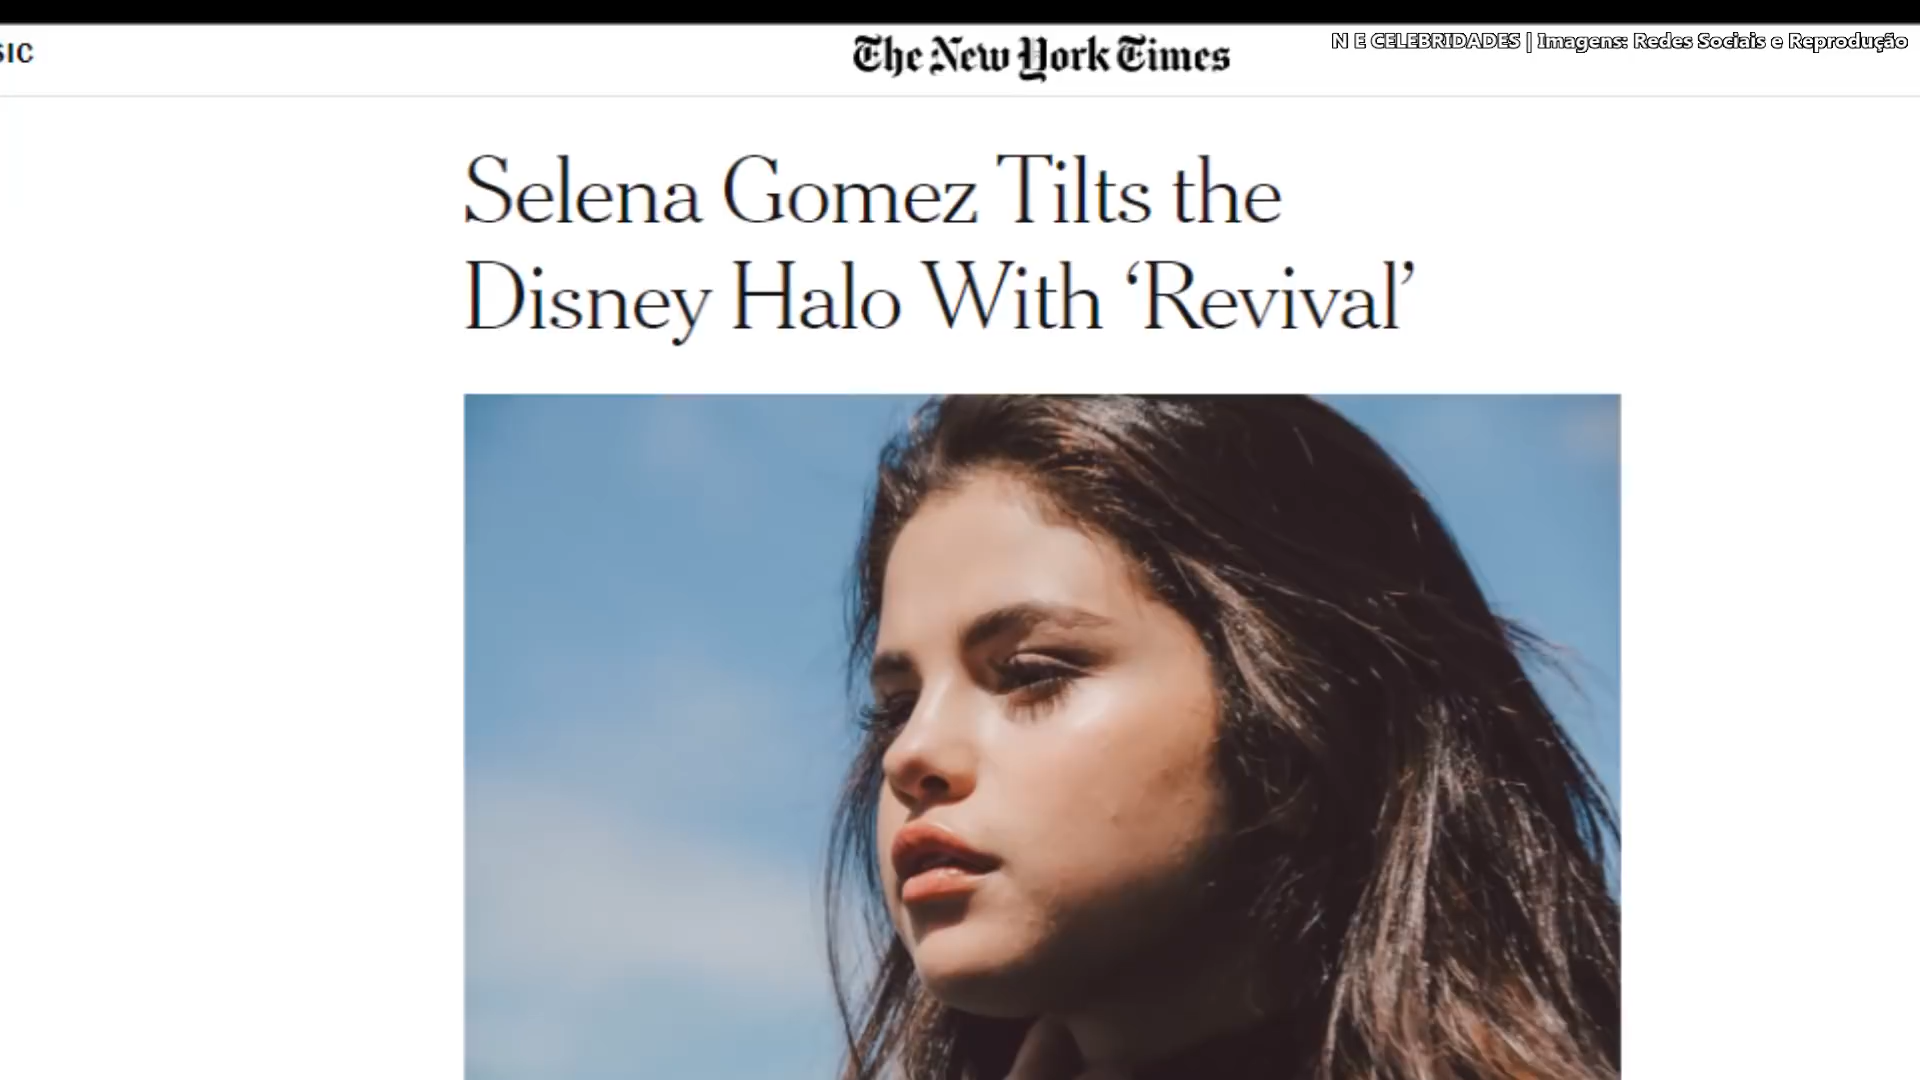 SIC
The New York Times
N E CELEBRIDADES | Imagens: Redes Sociais e Reprodução
Selena Gomez Tilts the
Disney Halo With ‘Revival’